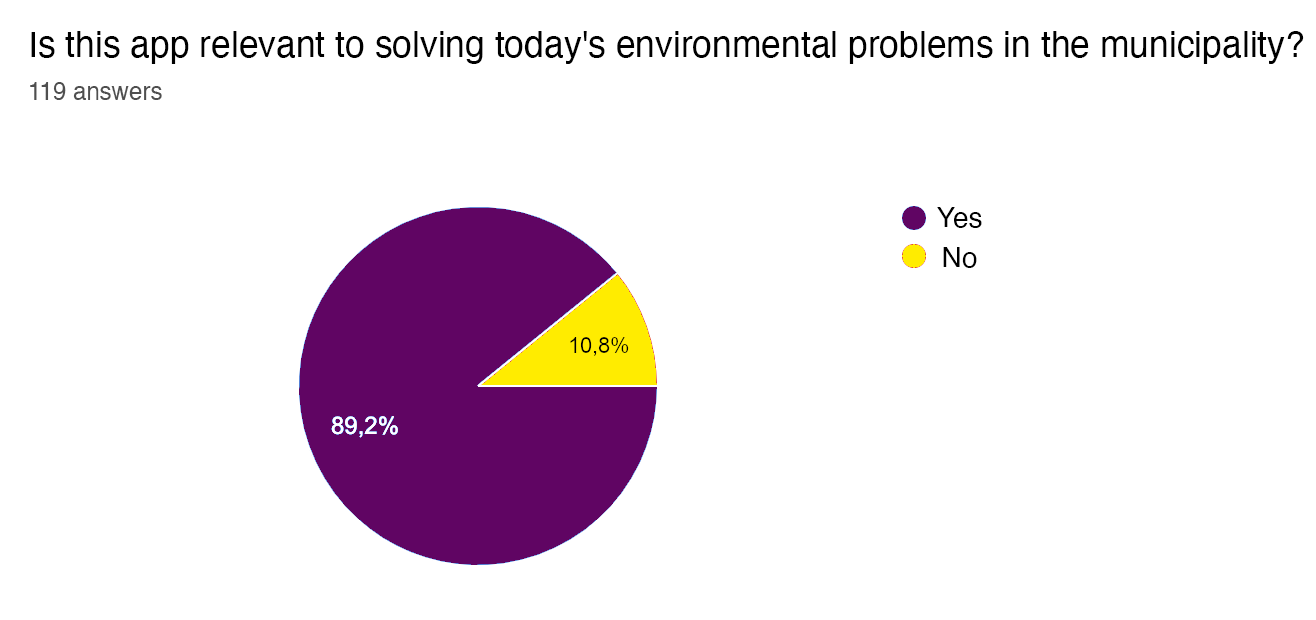 Is this app relevant to solving today's environmental problems in the municipality?
119 answers
Yes
No
10,8%
89,2%